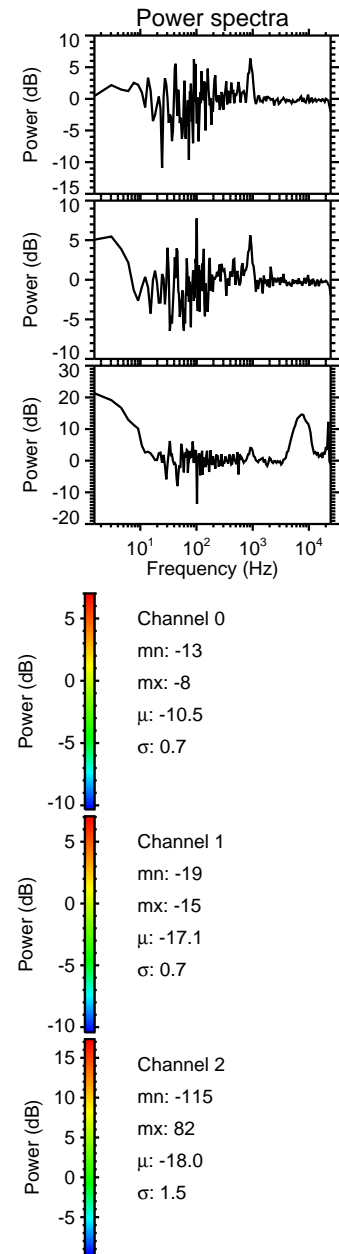 Power spectra
10
5
0
-5
-10
-15
Power (dB)
10
5
0
-5
-10
Power (dB)
30
20
10
0
-10
-20
Power (dB)
10¹ 10² 10³ 10⁴
Frequency (Hz)
5
0
-5
-10
Power (dB)
Channel 0
mn: -13
mx: -8
μ: -10.5
σ: 0.7
5
0
-5
-10
Power (dB)
Channel 1
mn: -19
mx: -15
μ: -17.1
σ: 0.7
15
10
5
0
-5
Power (dB)
Channel 2
mn: -115
mx: 82
μ: -18.0
σ: 1.5